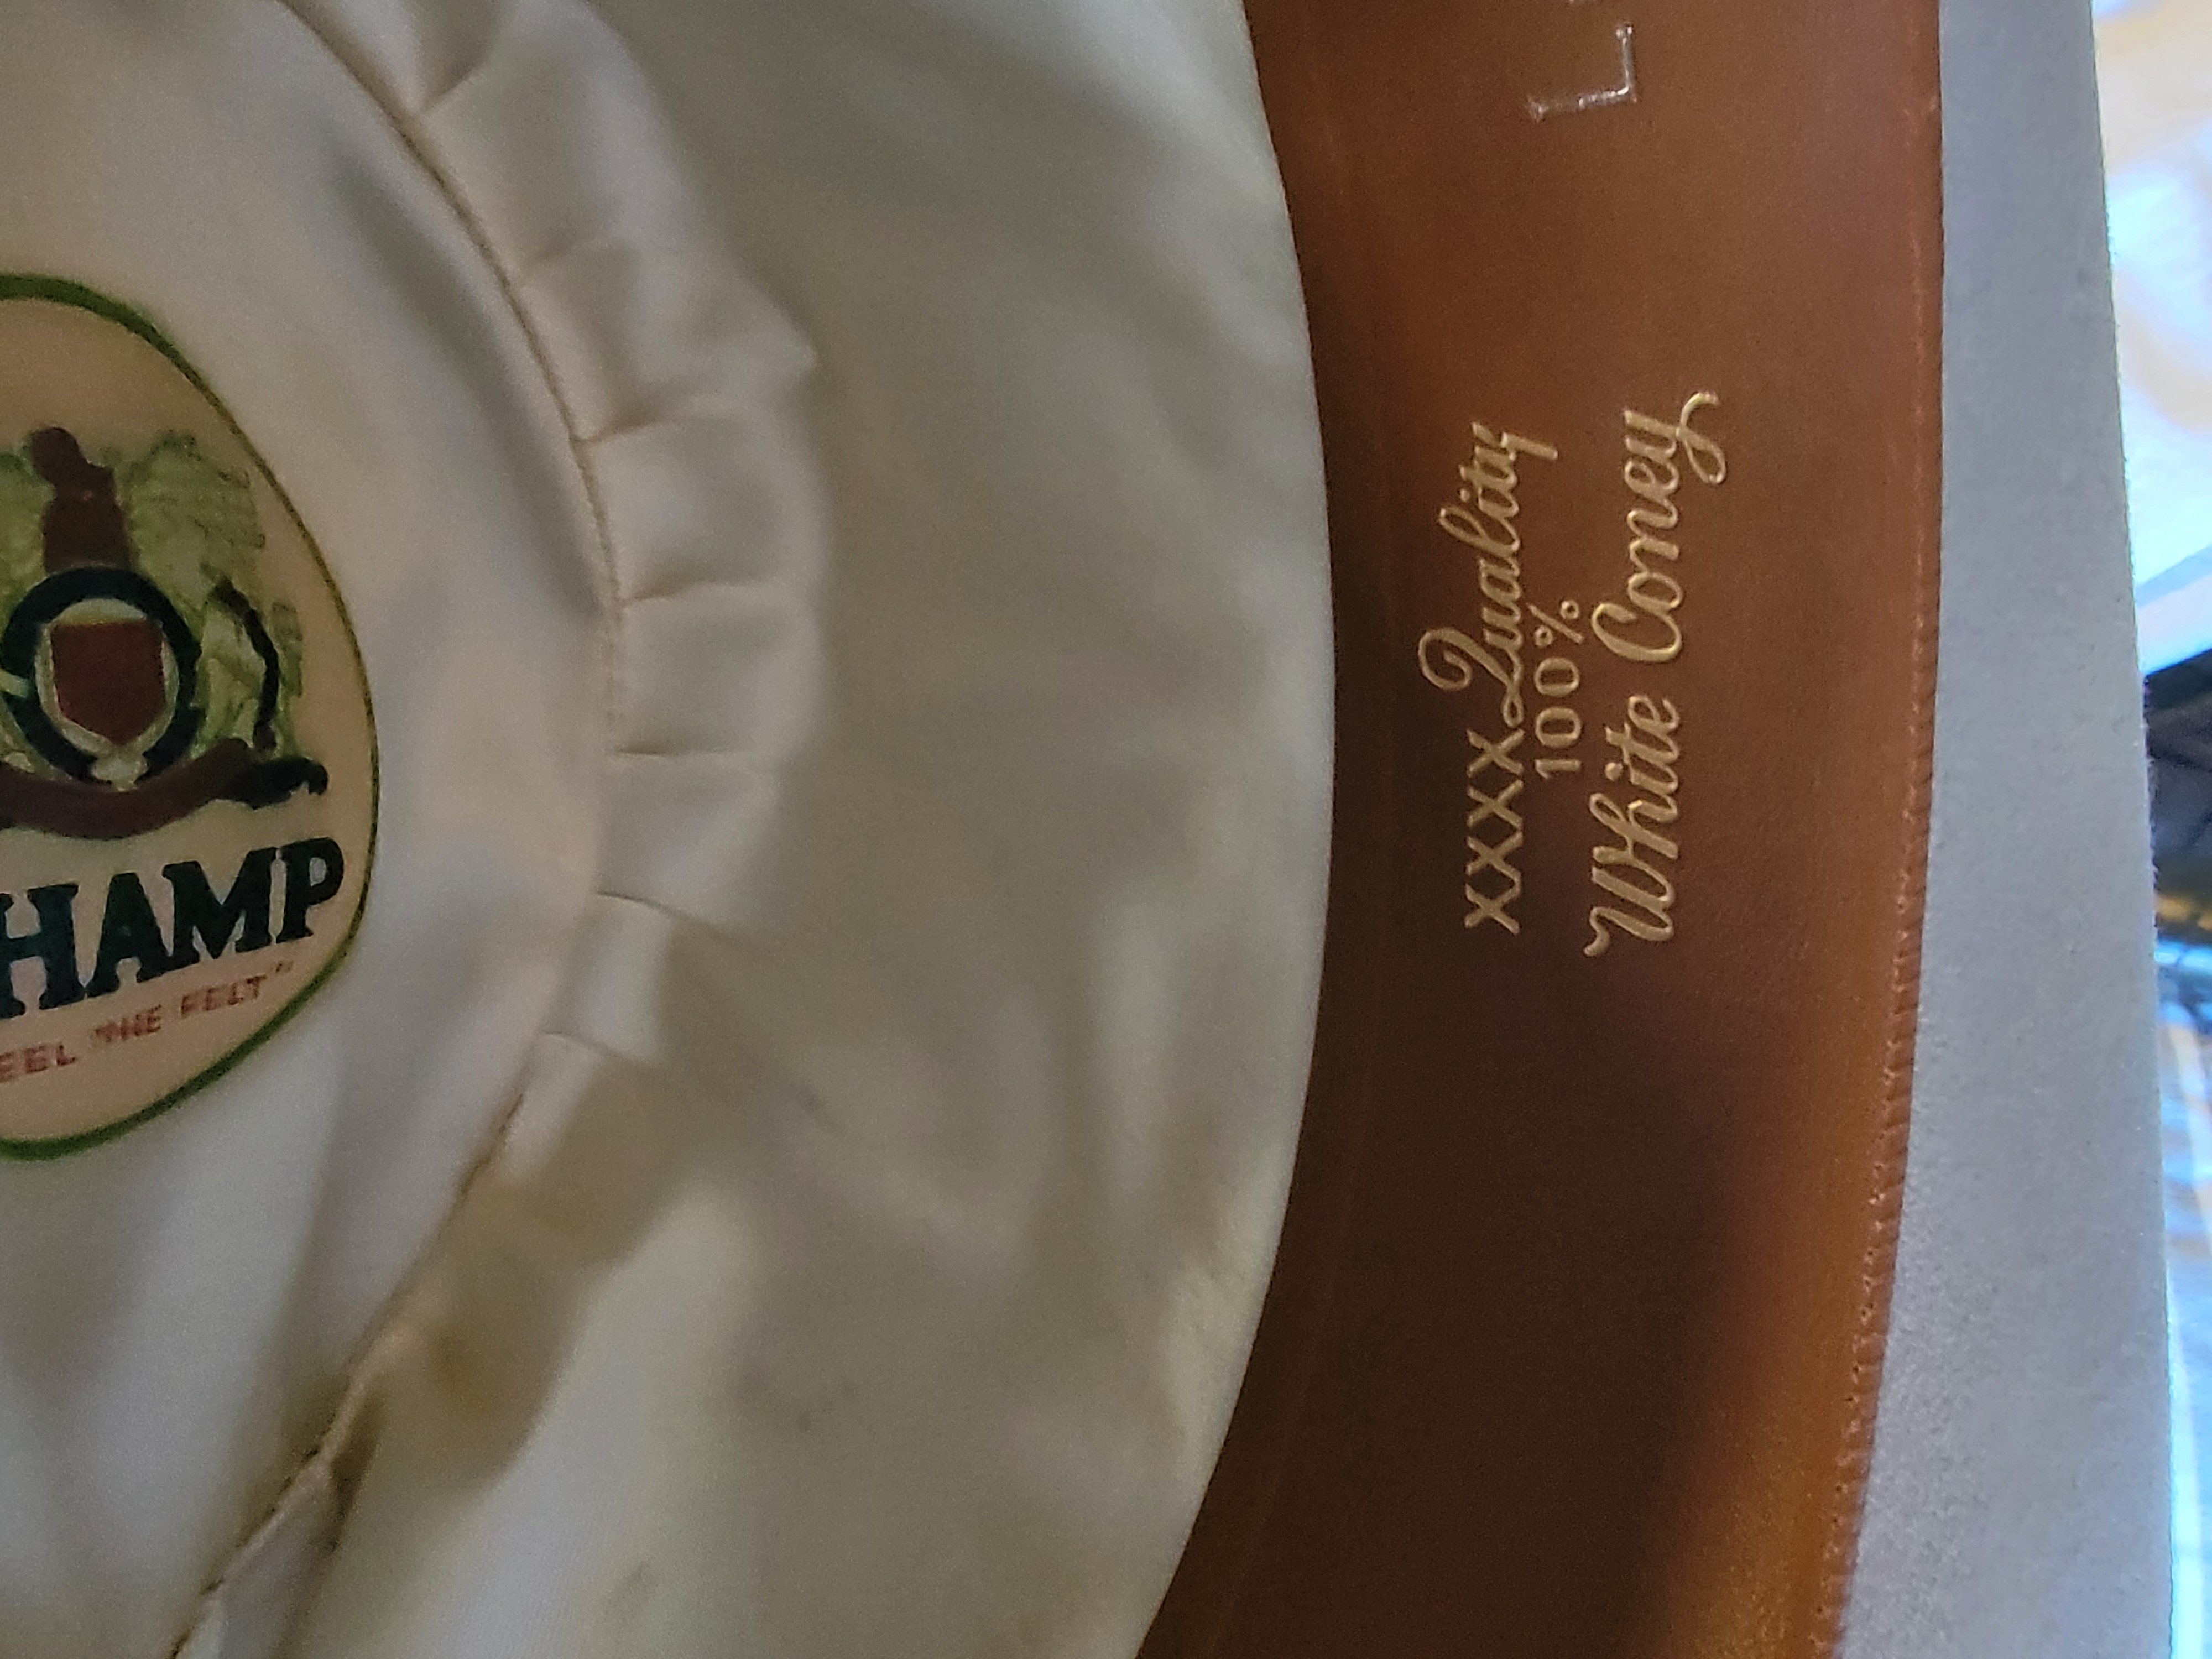 HAMP
EEL THE FELT"
XXXX Quality
100%
White Coney
L